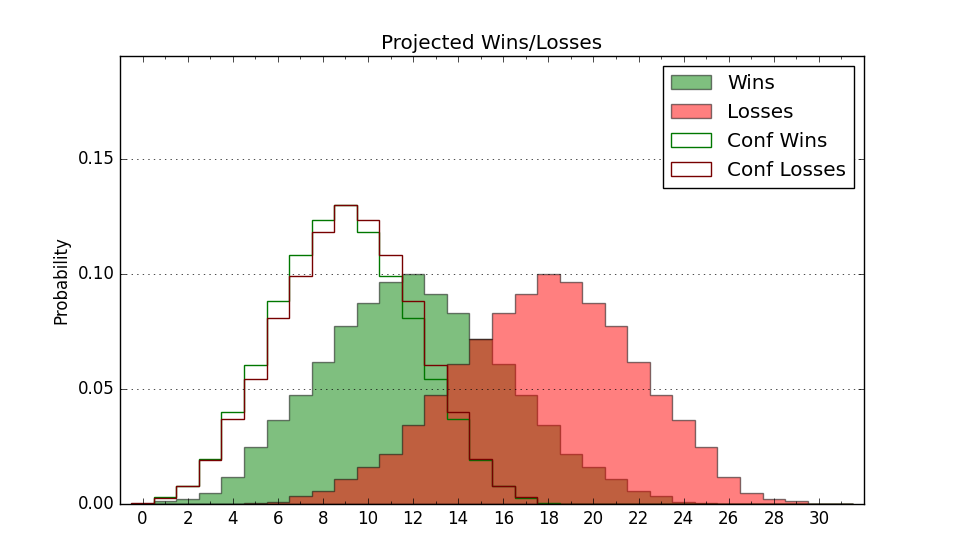 Projected Wins/Losses
Wins
Losses
Conf Wins
Conf Losses
Probability
0.15
0.10
0.05
0.00
0 2 4 6 8 10 12 14 16 18 20 22 24 26 28 30